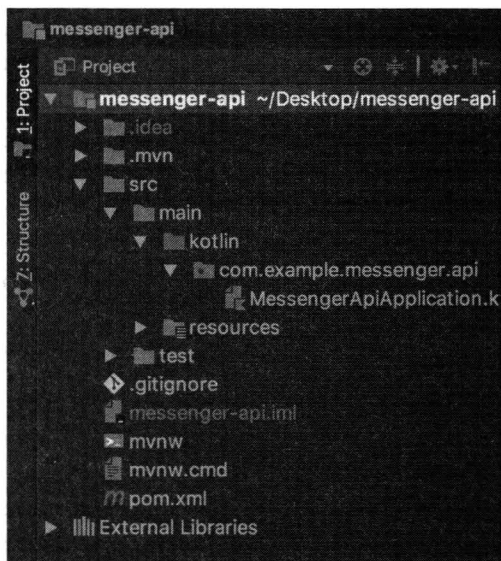 messenger-api
Project
messenger-api ~/Desktop/messenger-api
.idea
.mvn
src
main
kotlin
com.example.messenger.api
MessengerApiApplication.k
resources
test
.gitignore
messenger-api.iml
mvnw
mvnw.cmd
m pom.xml
External Libraries
1: Project
7: Structure